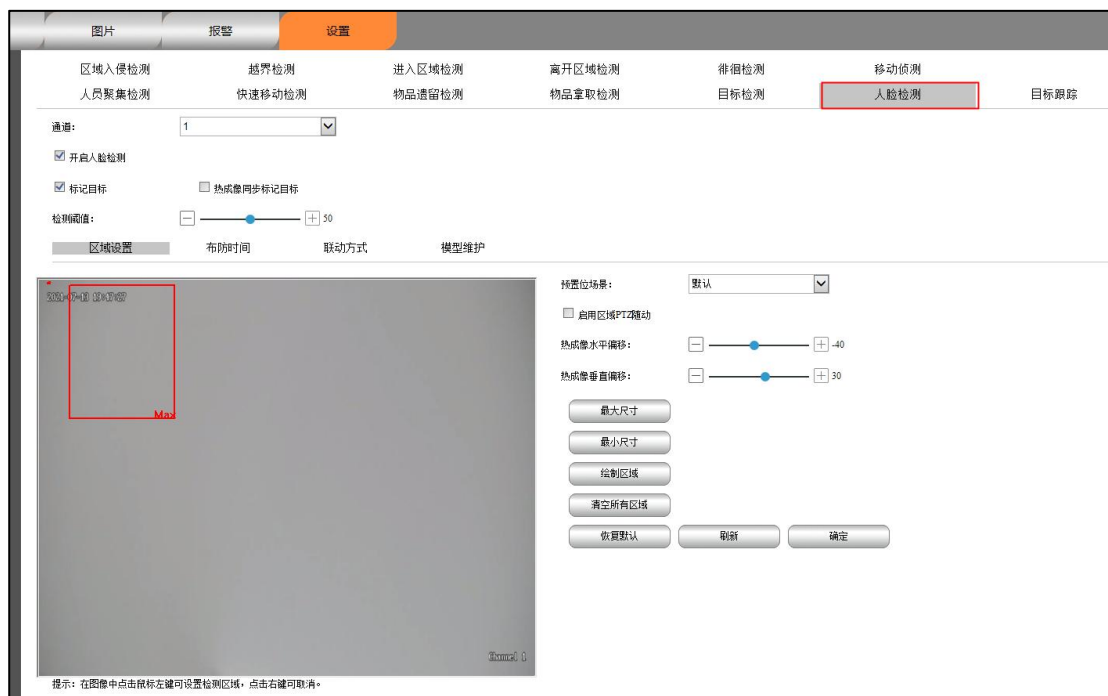 图片 报警 设置
区域入侵检测 越界检测 进入区域检测 离开区域检测 徘徊检测 移动侦测
人员聚集检测 快速移动检测 物品遗留检测 物品拿取检测 目标检测 人脸检测 目标跟踪
通道： 1
开启人脸检测
标记目标 热成像同步标记目标
检测阈值： 50
区域设置 布防时间 联动方式 模型维护
预置位场景： 默认
启用区域PTZ随动
热成像水平偏移： -40
热成像垂直偏移： 30
Max
最大尺寸
最小尺寸
绘制区域
清空所有区域
恢复默认 刷新 确定
提示：在图像中点击鼠标左键可设置检测区域，点击右键可取消。